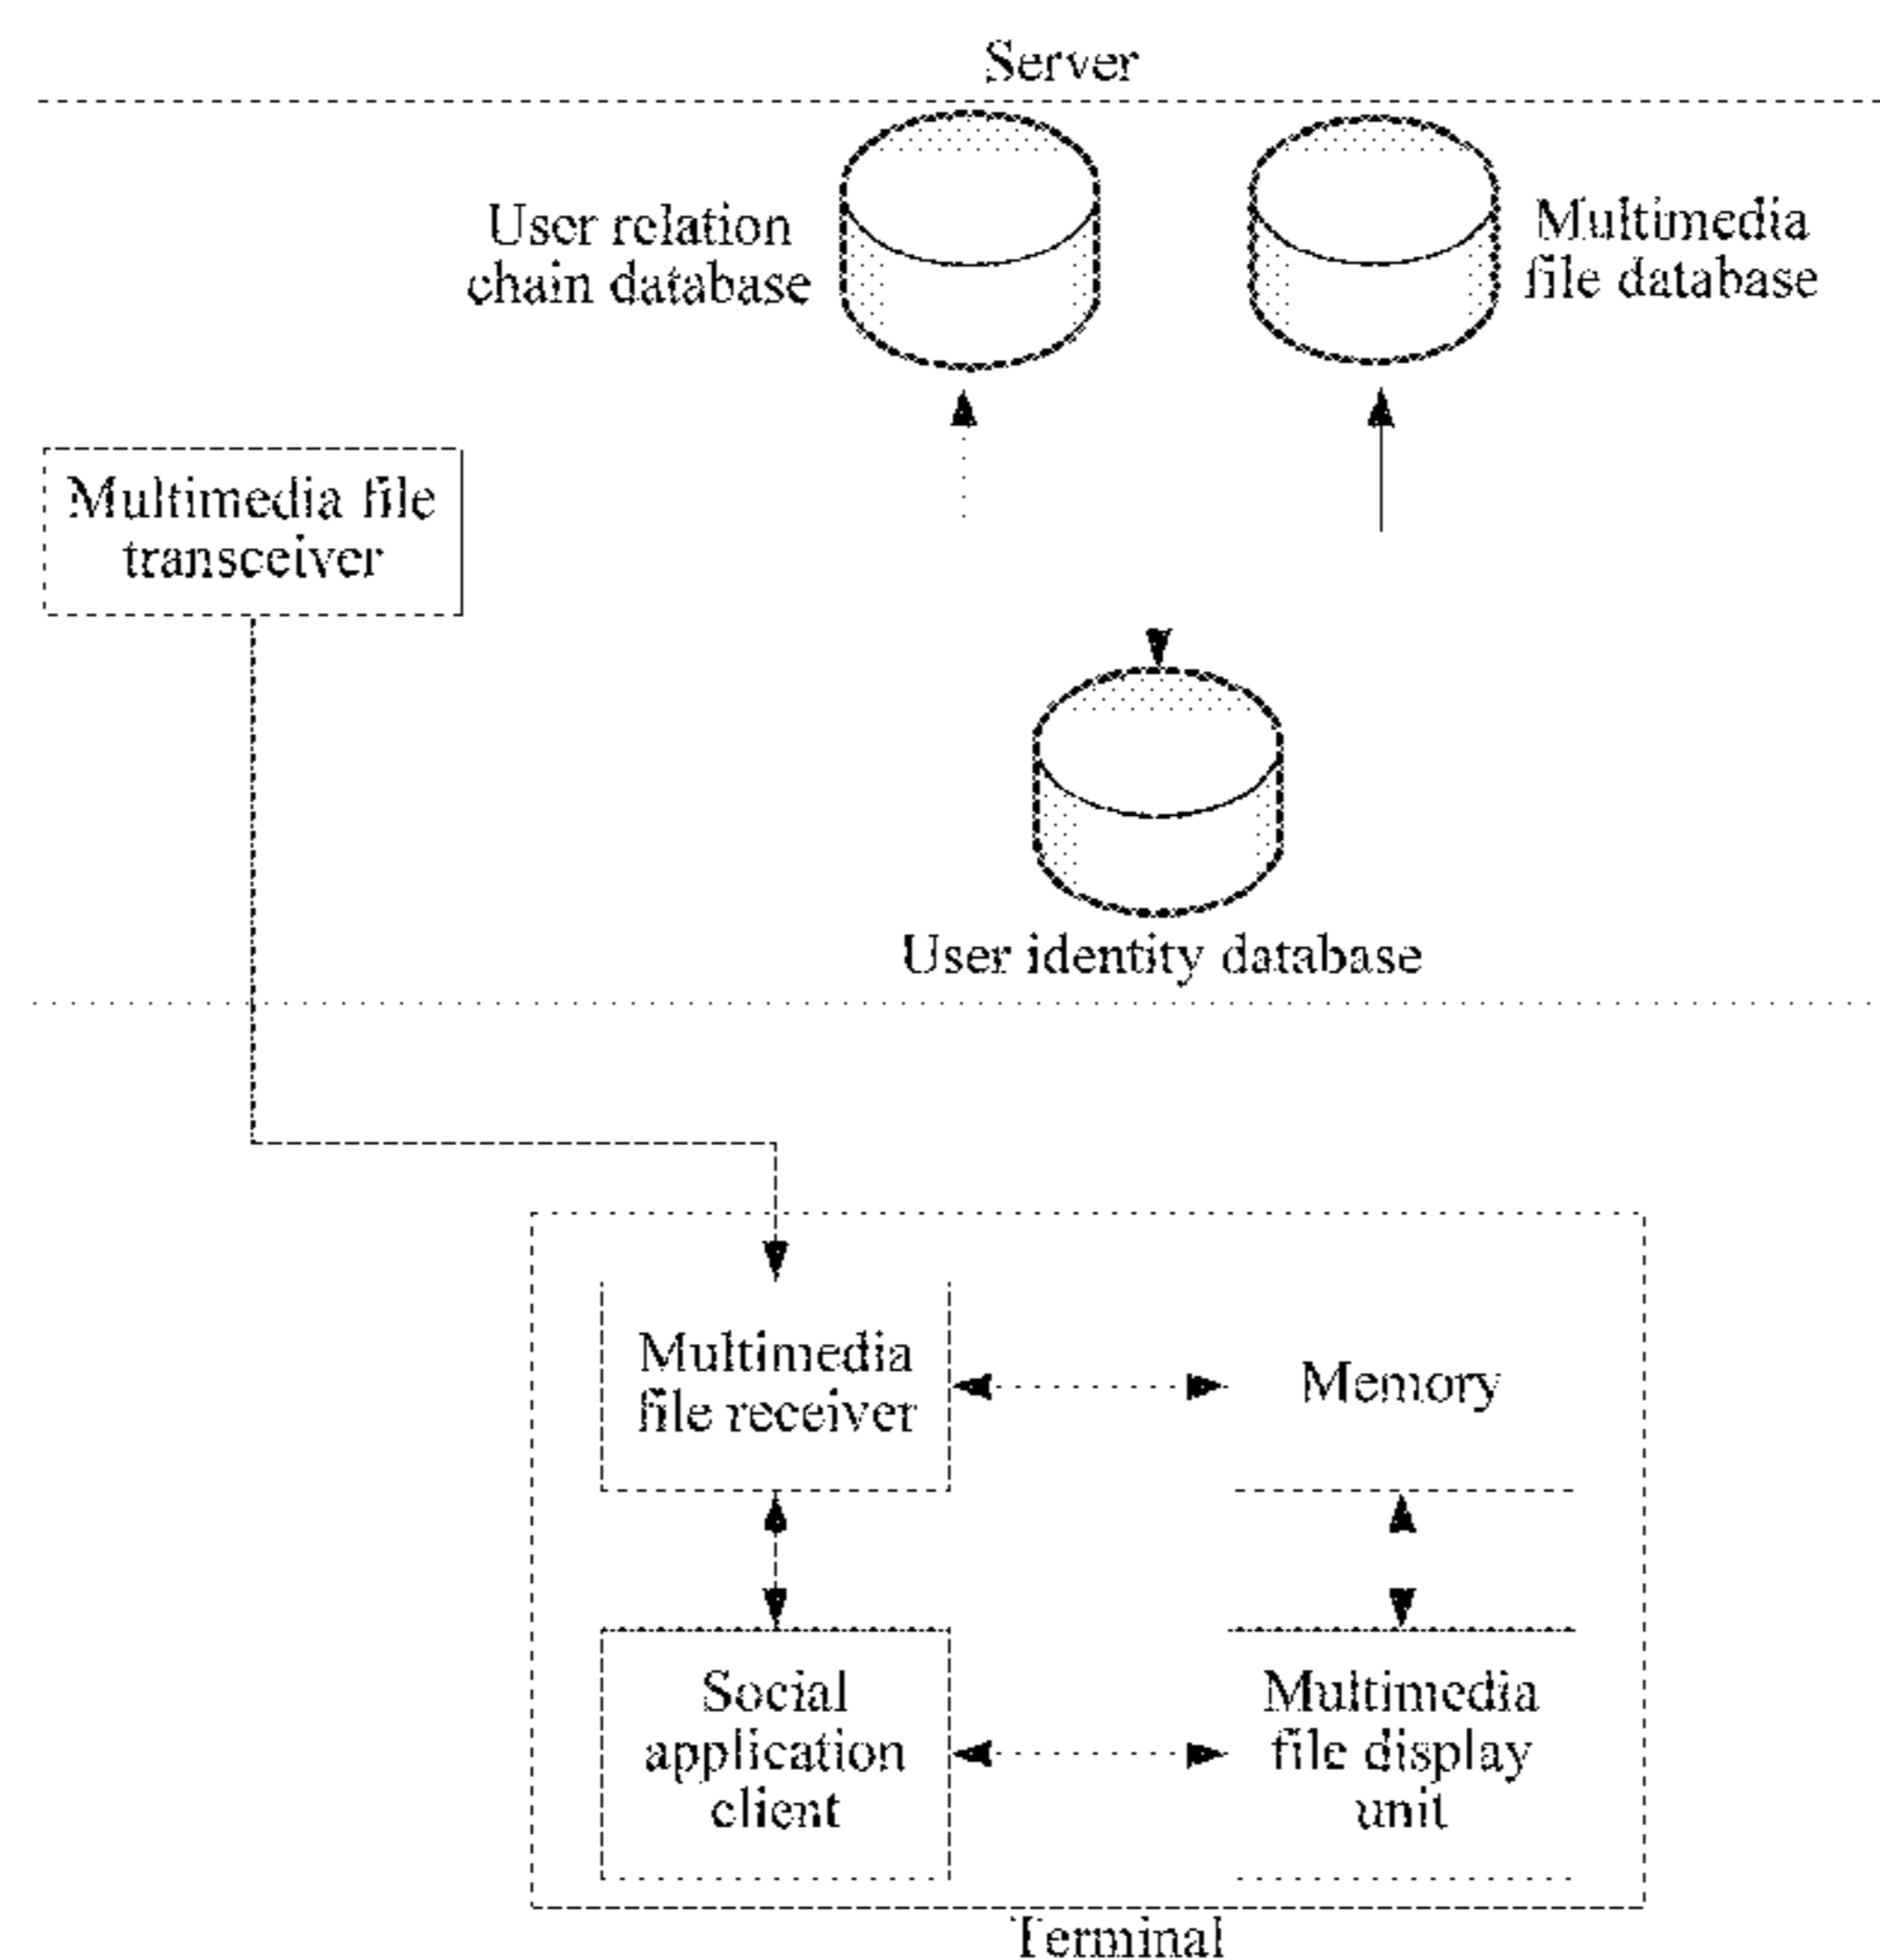 Server
User relation
chain database
Multimedia
file database
Multimedia file
transceiver
User identity database
Multimedia
file receiver
Memory
Social
application
client
Multimedia
file display
unit
Terminal